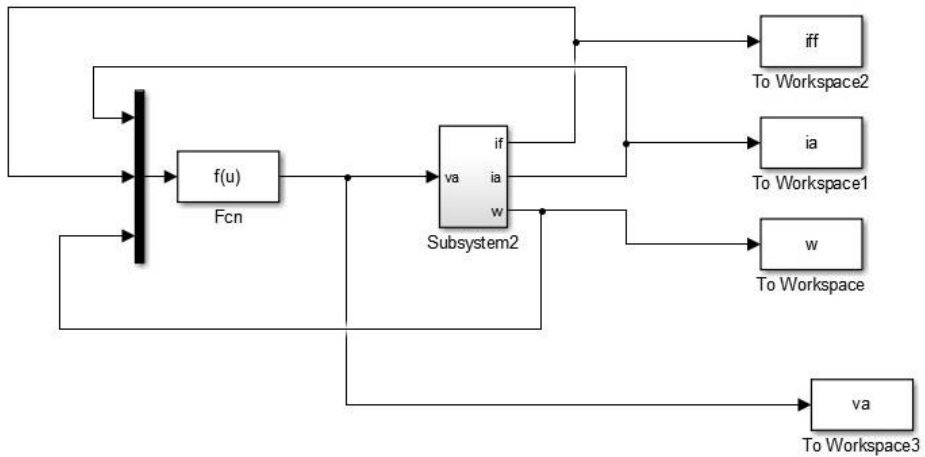 iff
To Workspace2
if
va
ia
w
Subsystem2
f(u)
Fcn
ia
To Workspace1
w
To Workspace
va
To Workspace3